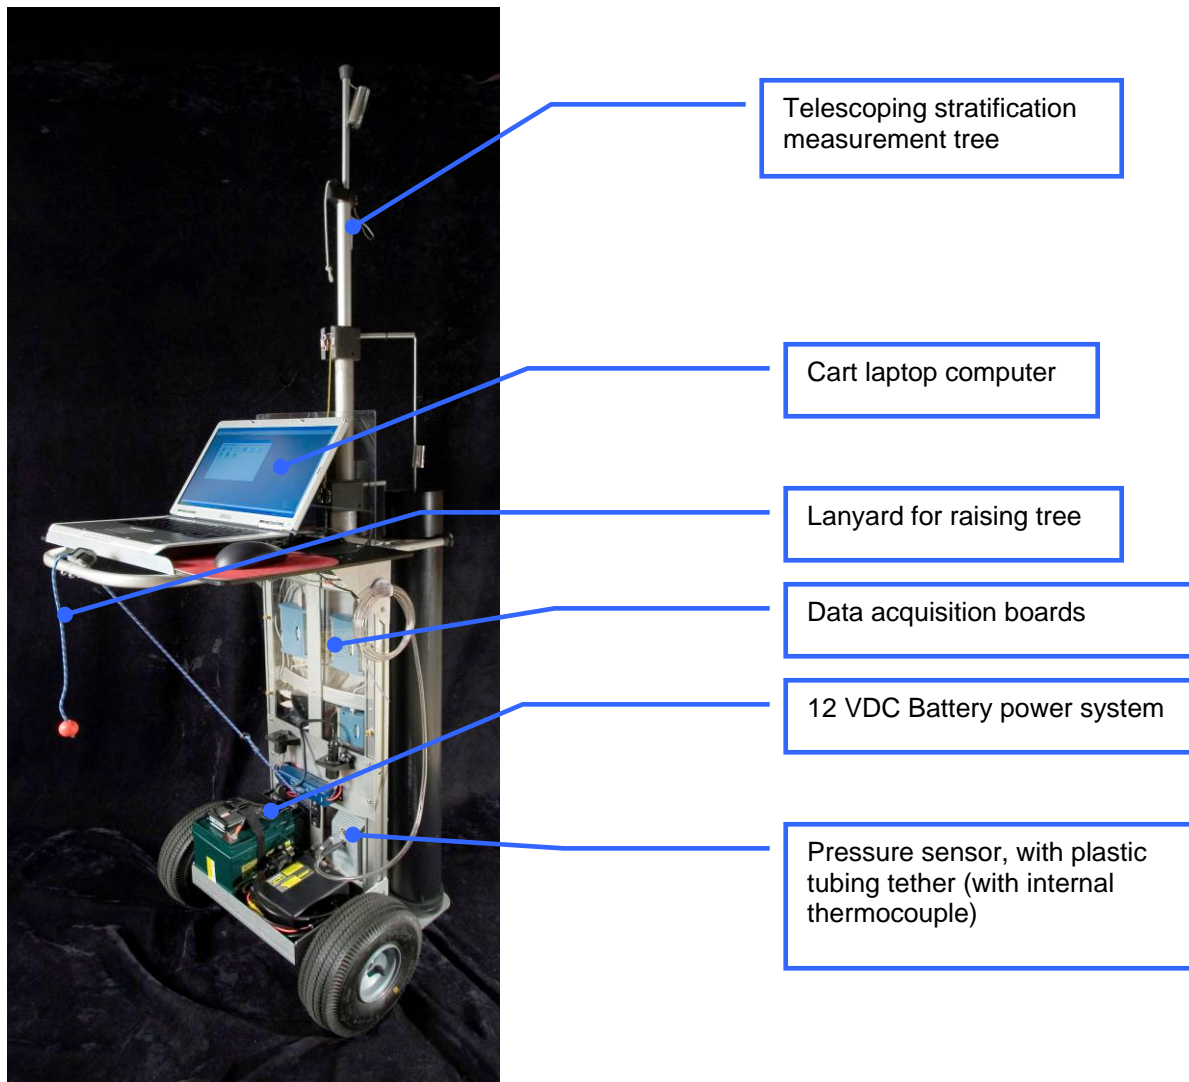 Telescoping stratification
measurement tree
Cart laptop computer
Lanyard for raising tree
Data acquisition boards
12 VDC Battery power system
Pressure sensor, with plastic
tubing tether (with internal
thermocouple)